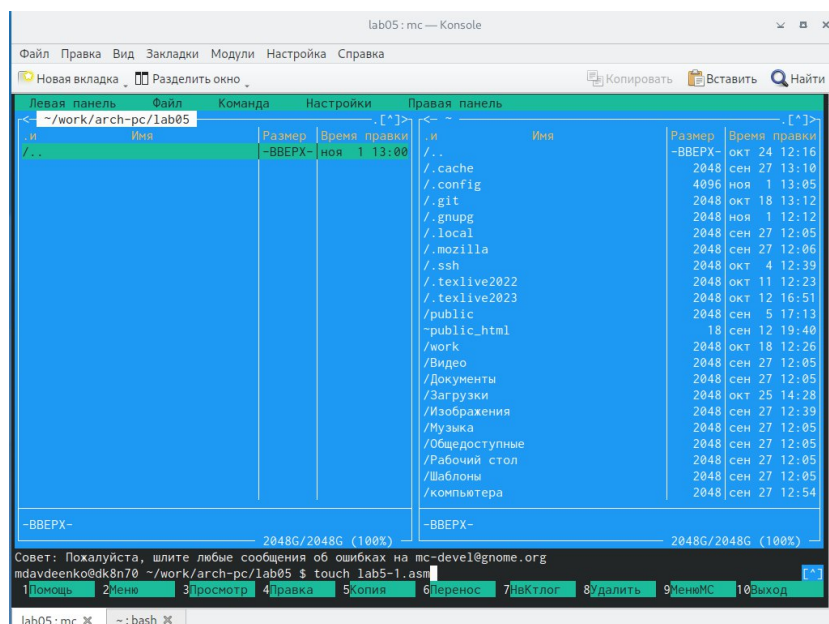 lab05 : mc — Konsole
Файл Правка Вид Закладки Модули Настройка Справка
Новая вкладка Разделить окно Копировать Вставить Найти
Левая панель Файл Команда Настройки Правая панель
<— ~/work/arch-pc/lab05 .[^]> <— ~ .[^]>
.и Имя Размер Время правки .и Имя Размер Время правки
/.. -ВВЕРХ- ноя 1 13:00 /.. -ВВЕРХ- окт 24 12:16
/.cache 2048 сен 27 13:10
/.config 4096 ноя 1 13:05
/.git 2048 окт 18 13:12
/.gnupg 2048 ноя 1 12:12
/.local 2048 сен 27 12:05
/.mozilla 2048 сен 27 12:06
/.ssh 2048 окт 4 12:39
/.texlive2022 2048 окт 11 12:23
/.texlive2023 2048 окт 12 16:51
/public 2048 сен 5 17:13
~public_html 18 сен 12 19:40
/work 2048 окт 18 12:26
/Видео 2048 сен 27 12:05
/Документы 2048 сен 27 12:05
/Загрузки 2048 окт 25 14:28
/Изображения 2048 сен 27 12:39
/Музыка 2048 сен 27 12:05
/Общедоступные 2048 сен 27 12:05
/Рабочий стол 2048 сен 27 12:05
/Шаблоны 2048 сен 27 12:05
/компьютера 2048 сен 27 12:54
-ВВЕРХ- -ВВЕРХ-
2048G/2048G (100%) 2048G/2048G (100%)
Совет: Пожалуйста, шлите любые сообщения об ошибках на mc-devel@gnome.org
mdavdeenko@dk8n70 ~/work/arch-pc/lab05 $ touch lab5-1.asm [^]
1Помощь 2Меню 3Просмотр 4Правка 5Копия 6Перенос 7НвКтлог 8Удалить 9МенюМС 10Выход
lab05 : mc ~ : bash